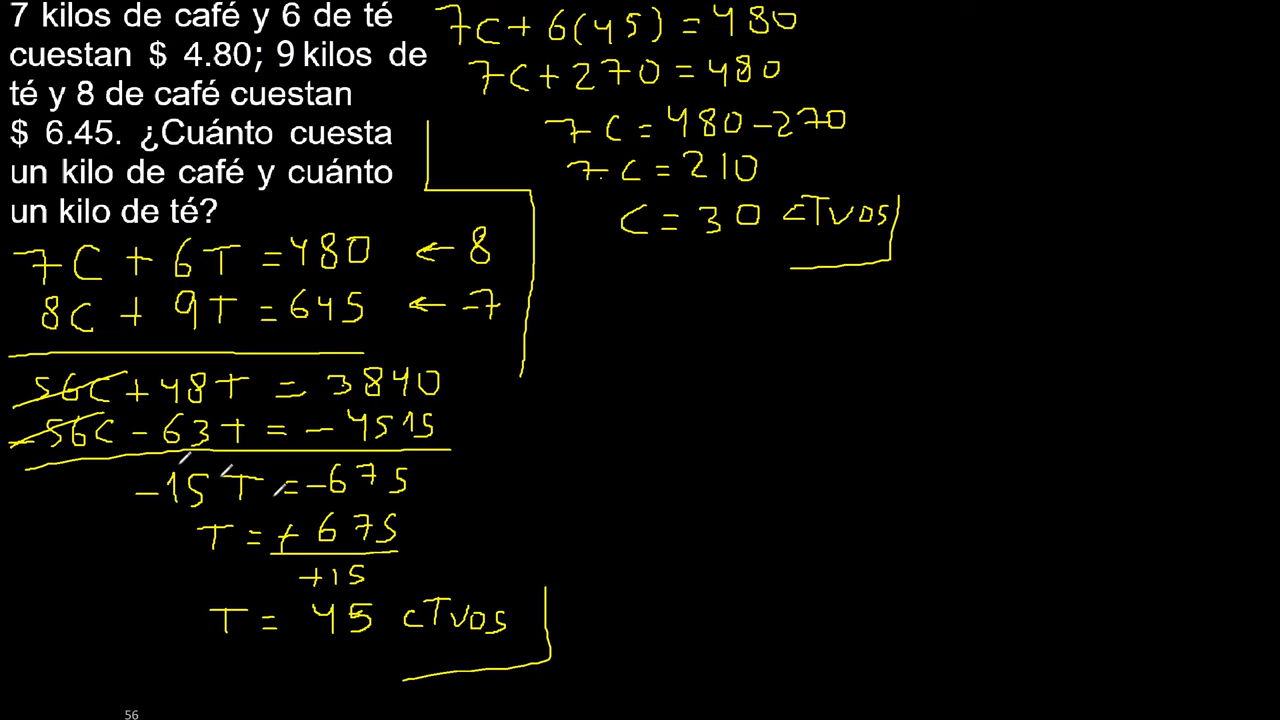 7 kilos de café y 6 de té
cuestan $ 4.80; 9 kilos de
té y 8 de café cuestan
$ 6.45. ¿Cuánto cuesta
un kilo de café y cuánto
un kilo de té?
7C + 6T = 480 ← 8
8C + 9T = 645 ← -7
56C + 48T = 3840
- 56C - 63T = - 4515
-15T = -675
T = + 675
+15
T = 45 cTvos
7C + 6(45) = 480
7C + 270 = 480
7C = 480 - 270
7C = 210
C = 30 cTvos
56